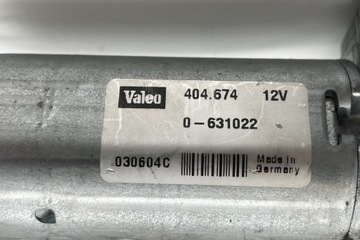 Valeo 404.674 12V
0-631022
030604C Made in
Germany